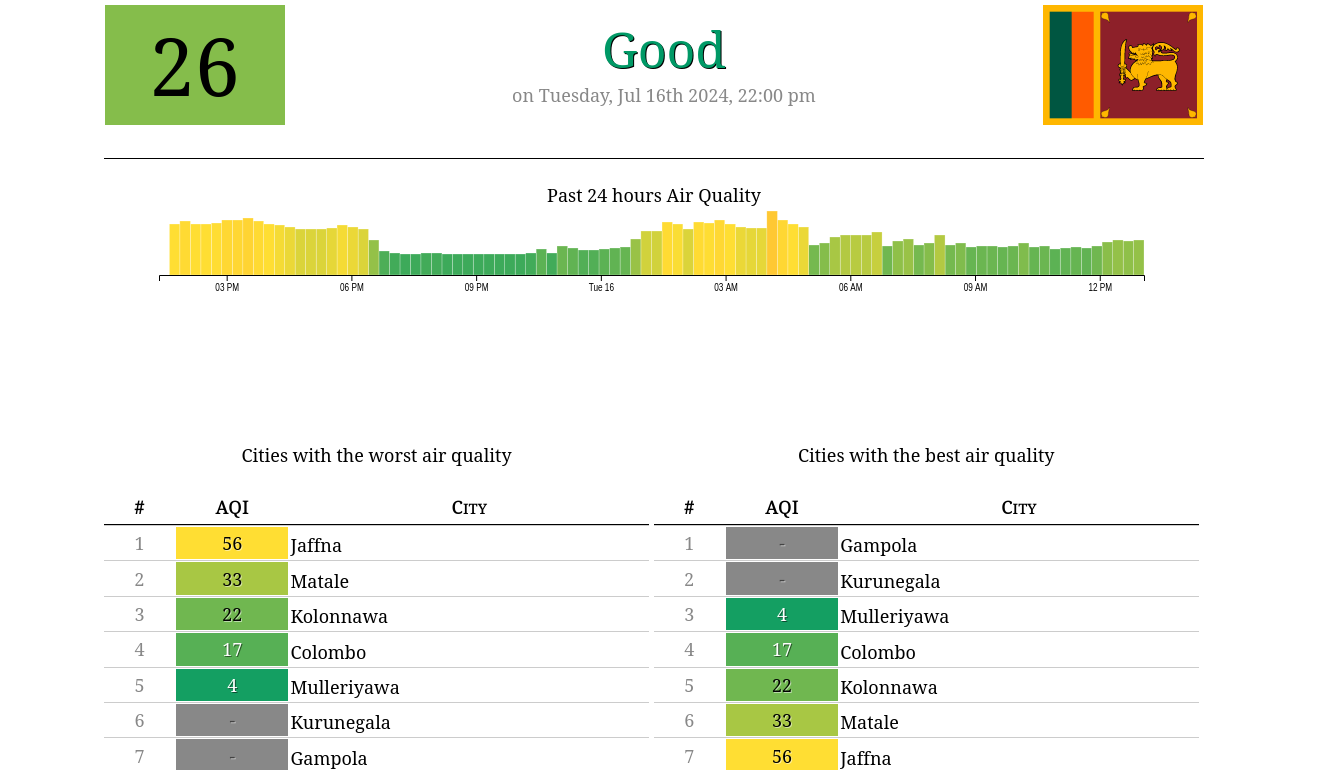 26
Good
on Tuesday, Jul 16th 2024, 22:00 pm
Past 24 hours Air Quality
03 PM 06 PM 09 PM Tue 16 03 AM 06 AM 09 AM 12 PM
Cities with the worst air quality
# AQI City
1 56 Jaffna
2 33 Matale
3 22 Kolonnawa
4 17 Colombo
5 4 Mulleriyawa
6 - Kurunegala
7 - Gampola
Cities with the best air quality
# AQI City
1 - Gampola
2 - Kurunegala
3 4 Mulleriyawa
4 17 Colombo
5 22 Kolonnawa
6 33 Matale
7 56 Jaffna